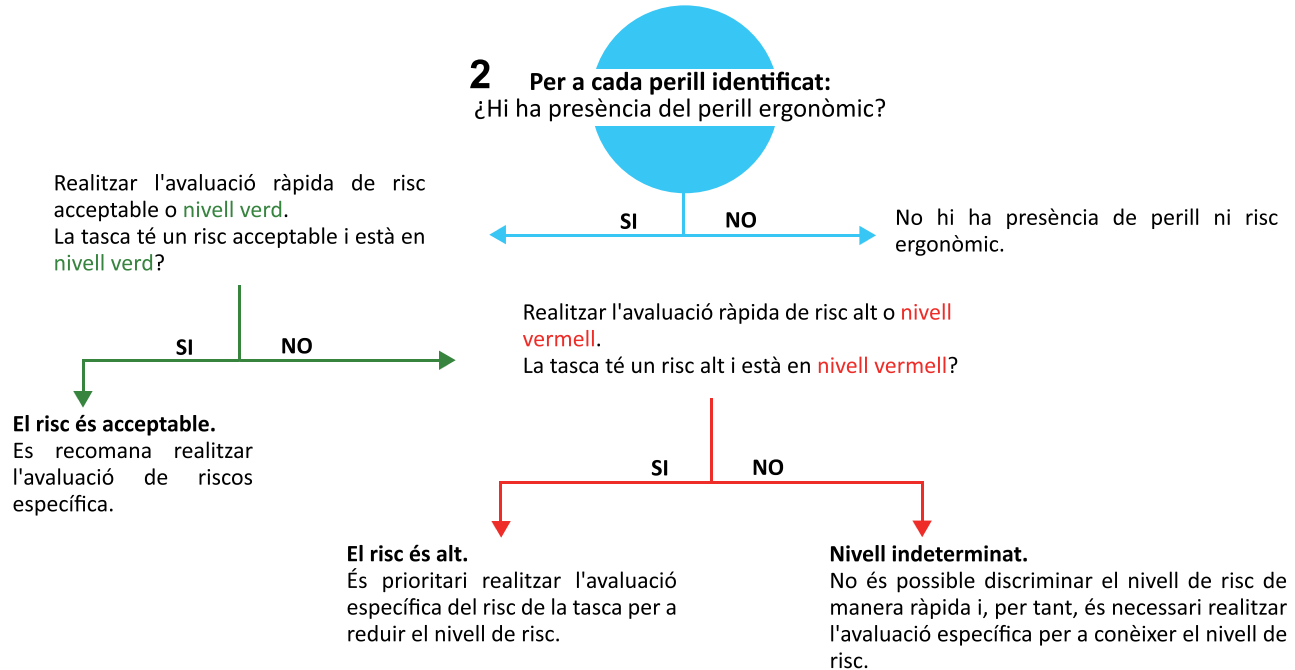 2
Per a cada perill identificat:
¿Hi ha presència del perill ergonòmic?
Realitzar l'avaluació ràpida de risc
acceptable o nivell verd.
La tasca té un risc acceptable i està en
nivell verd?
SI
NO
No hi ha presència de perill ni risc
ergonòmic.
Realitzar l'avaluació ràpida de risc alt o nivell
vermell.
La tasca té un risc alt i està en nivell vermell?
SI
NO
El risc és acceptable.
Es recomana realitzar
l'avaluació de riscos
específica.
SI
NO
El risc és alt.
És prioritari realitzar l'avaluació
específica del risc de la tasca per a
reduir el nivell de risc.
Nivell indeterminat.
No és possible discriminar el nivell de risc de
manera ràpida i, per tant, és necessari realitzar
l'avaluació específica per a conèixer el nivell de
risc.